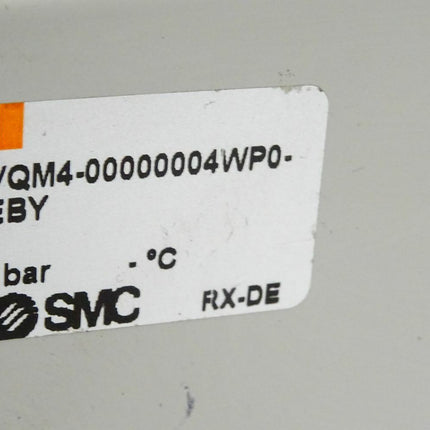 VQM4-00000004WP0-
EBY
bar - °C
SMC RX-DE